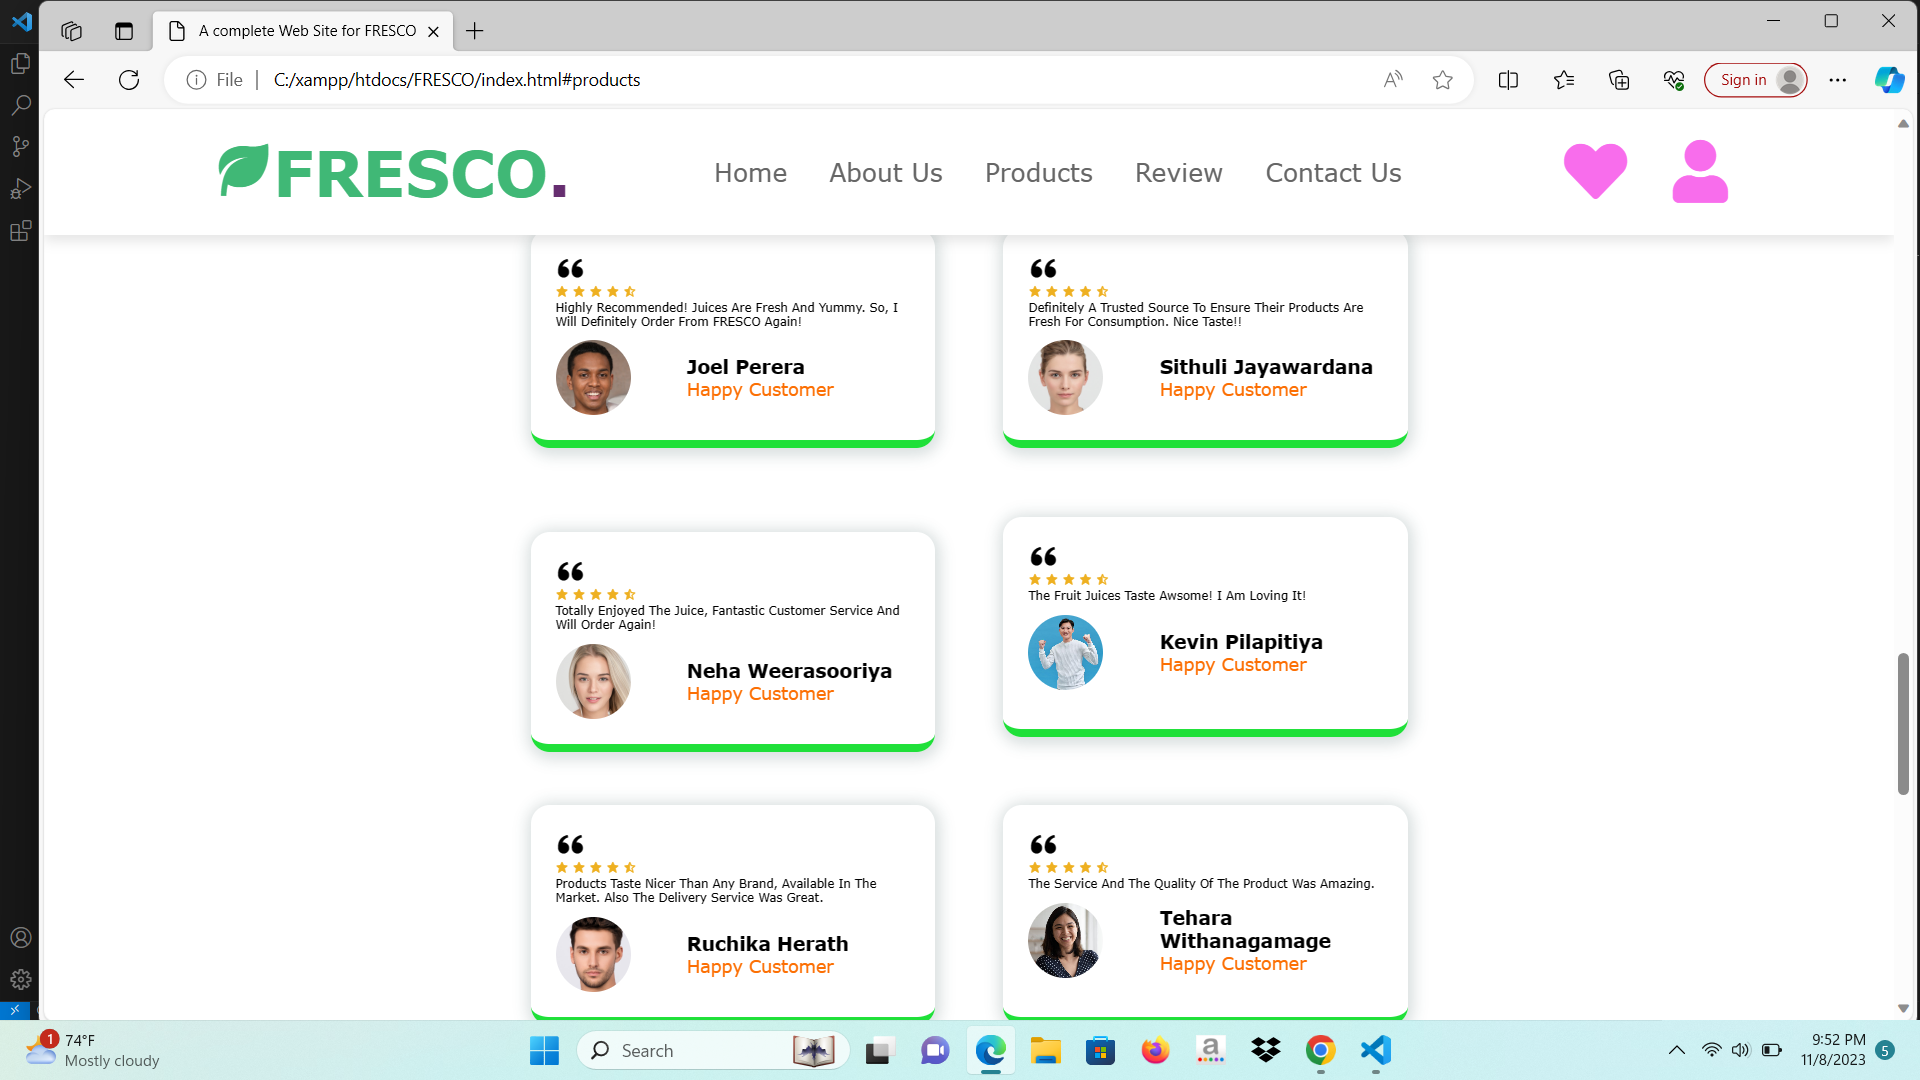 A complete Web Site for FRESCO
File
C:/xampp/htdocs/FRESCO/index.html#products
Sign in
FRESCO.
Home
About Us
Products
Review
Contact Us
Highly Recommended! Juices Are Fresh And Yummy. So, I
Will Definitely Order From FRESCO Again!
Joel Perera
Happy Customer
Definitely A Trusted Source To Ensure Their Products Are
Fresh For Consumption. Nice Taste!!
Sithuli Jayawardana
Happy Customer
Totally Enjoyed The Juice, Fantastic Customer Service And
Will Order Again!
Neha Weerasooriya
Happy Customer
The Fruit Juices Taste Awsome! I Am Loving It!
Kevin Pilapitiya
Happy Customer
Products Taste Nicer Than Any Brand, Available In The
Market. Also The Delivery Service Was Great.
Ruchika Herath
Happy Customer
The Service And The Quality Of The Product Was Amazing.
Tehara
Withanagamage
Happy Customer
1
74°F
Mostly cloudy
Search
a
9:52 PM
11/8/2023
5